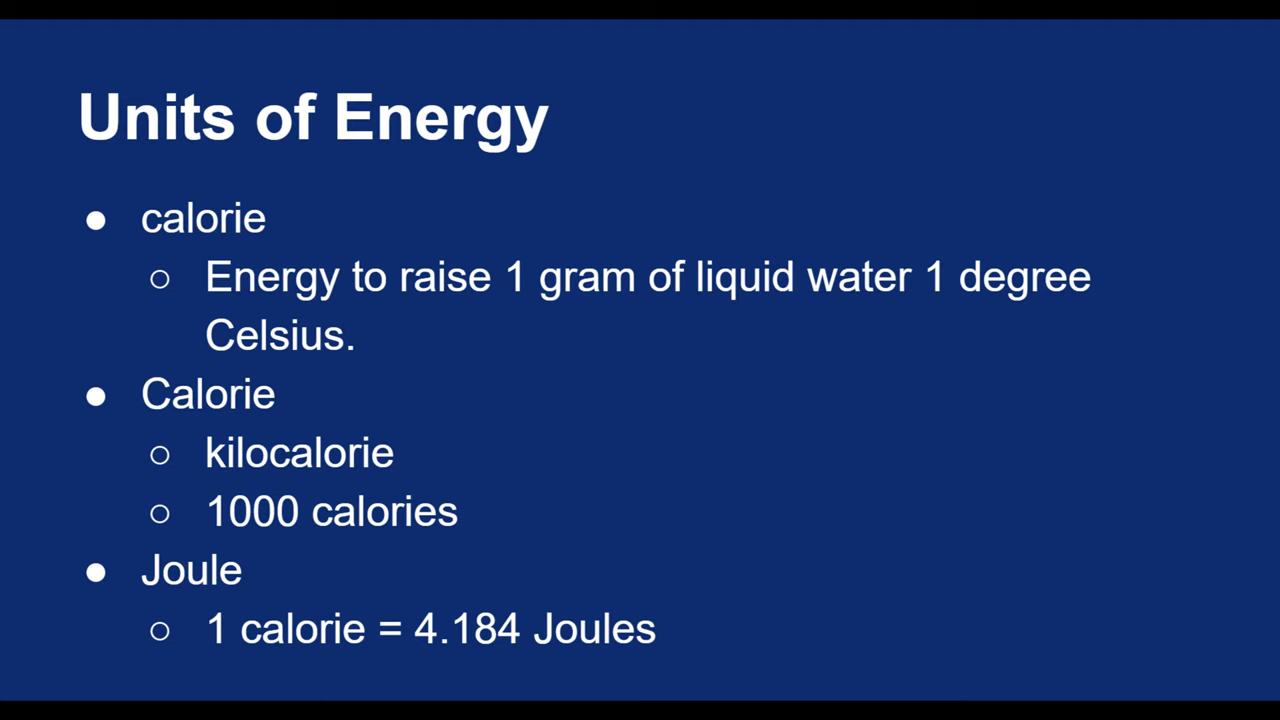 Units of Energy
● calorie
○ Energy to raise 1 gram of liquid water 1 degree
Celsius.
● Calorie
○ kilocalorie
○ 1000 calories
● Joule
○ 1 calorie = 4.184 Joules